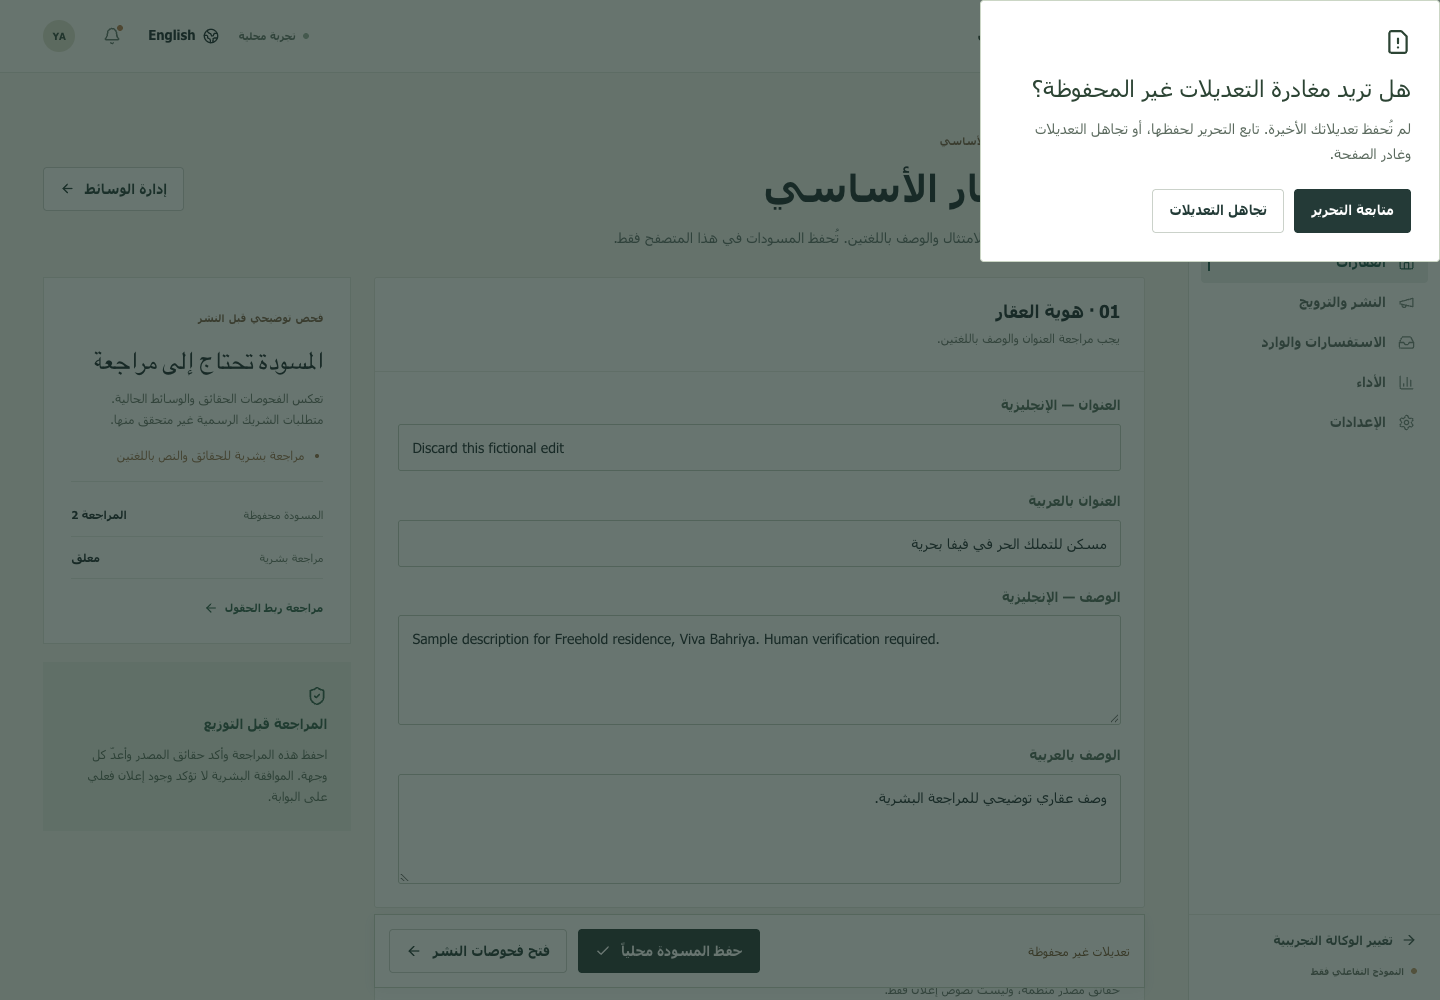 تجربة محلية
English
YA
هل تريد مغادرة التعديلات غير المحفوظة؟
لم تُحفظ تعديلاتك الأخيرة. تابع التحرير لحفظها، أو تجاهل التعديلات
وغادر الصفحة.
متابعة التحرير
تجاهل التعديلات
الأساسي
إدارة الوسائط
الأساسي
والوصف باللغتين. تُحفظ المسودات في هذا المتصفح فقط.
العقارات
النشر والترويج
الاستفسارات والوارد
الأداء
الإعدادات
01 · هوية العقار
يجب مراجعة العنوان والوصف باللغتين.
العنوان — الإنجليزية
Discard this fictional edit
العنوان بالعربية
مسكن للتملك الحر في فيفا بحرية
الوصف — الإنجليزية
Sample description for Freehold residence, Viva Bahriya. Human verification required.
الوصف بالعربية
وصف عقاري توضيحي للمراجعة البشرية.
فحص توضيحي قبل النشر
المسودة تحتاج إلى مراجعة
تعكس الفحوصات الحقائق والوسائط الحالية.
متطلبات الشريك الرسمية غير متحقق منها.
• مراجعة بشرية للحقائق والنص باللغتين
المسودة محفوظة
المراجعة 2
مراجعة بشرية
معلق
مراجعة ربط الحقول
المراجعة قبل التوزيع
احفظ هذه المراجعة وأكد حقائق المصدر وأعدّ كل
وجهة. الموافقة البشرية لا تؤكد وجود إعلان فعلي
على البوابة.
تعديلات غير محفوظة
حفظ المسودة محلياً
فتح فحوصات النشر
حقائق مصدر منظمة، وليست نصوص إعلان فقط.
تغيير الوكالة التجريبية
النموذج التفاعلي فقط